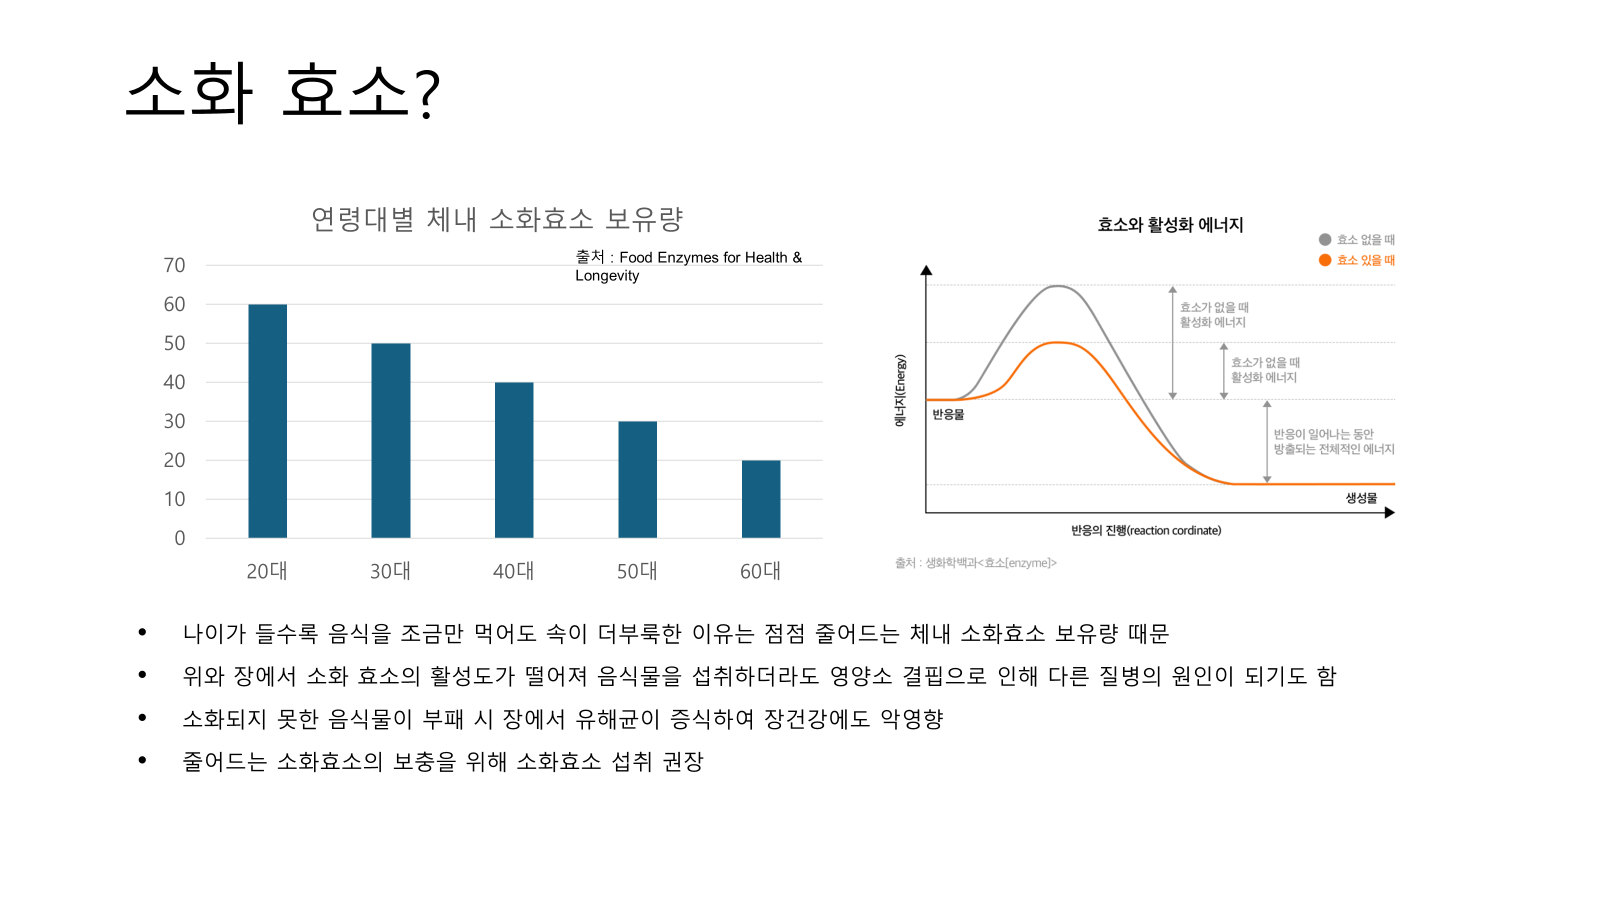 소화 효소?
연령대별 체내 소화효소 보유량
출처 : Food Enzymes for Health &
Longevity
70
60
50
40
30
20
10
0
20대
30대
40대
50대
60대
효소와 활성화 에너지
효소 없을 때
효소 있을 때
효소가 없을 때
활성화 에너지
효소가 없을 때
활성화 에너지
에너지(Energy)
반응물
반응이 일어나는 동안
방출되는 전체적인 에너지
생성물
반응의 진행(reaction cordinate)
출처 : 생화학백과<효소[enzyme]>
• 나이가 들수록 음식을 조금만 먹어도 속이 더부룩한 이유는 점점 줄어드는 체내 소화효소 보유량 때문
• 위와 장에서 소화 효소의 활성도가 떨어져 음식물을 섭취하더라도 영양소 결핍으로 인해 다른 질병의 원인이 되기도 함
• 소화되지 못한 음식물이 부패 시 장에서 유해균이 증식하여 장건강에도 악영향
• 줄어드는 소화효소의 보충을 위해 소화효소 섭취 권장